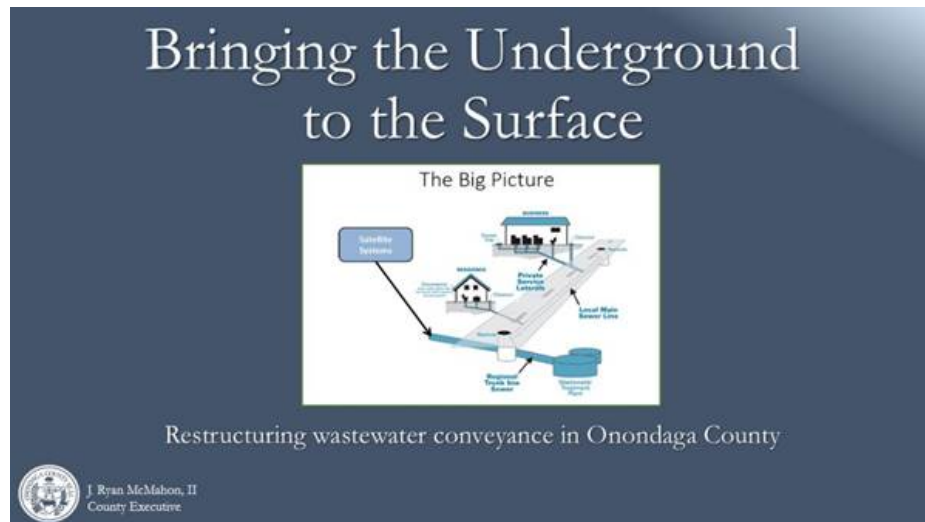 Bringing the Underground
to the Surface
The Big Picture
Satellite
Systems
BUSINESS
RESIDENCE
Cleanout
Private
Service
Laterals
Local Main
Sewer Line
Manhole
Regional
Trunk line
Sewer
Wastewater
Treatment
Plant
Restructuring wastewater conveyance in Onondaga County
J. Ryan McMahon, II
County Executive